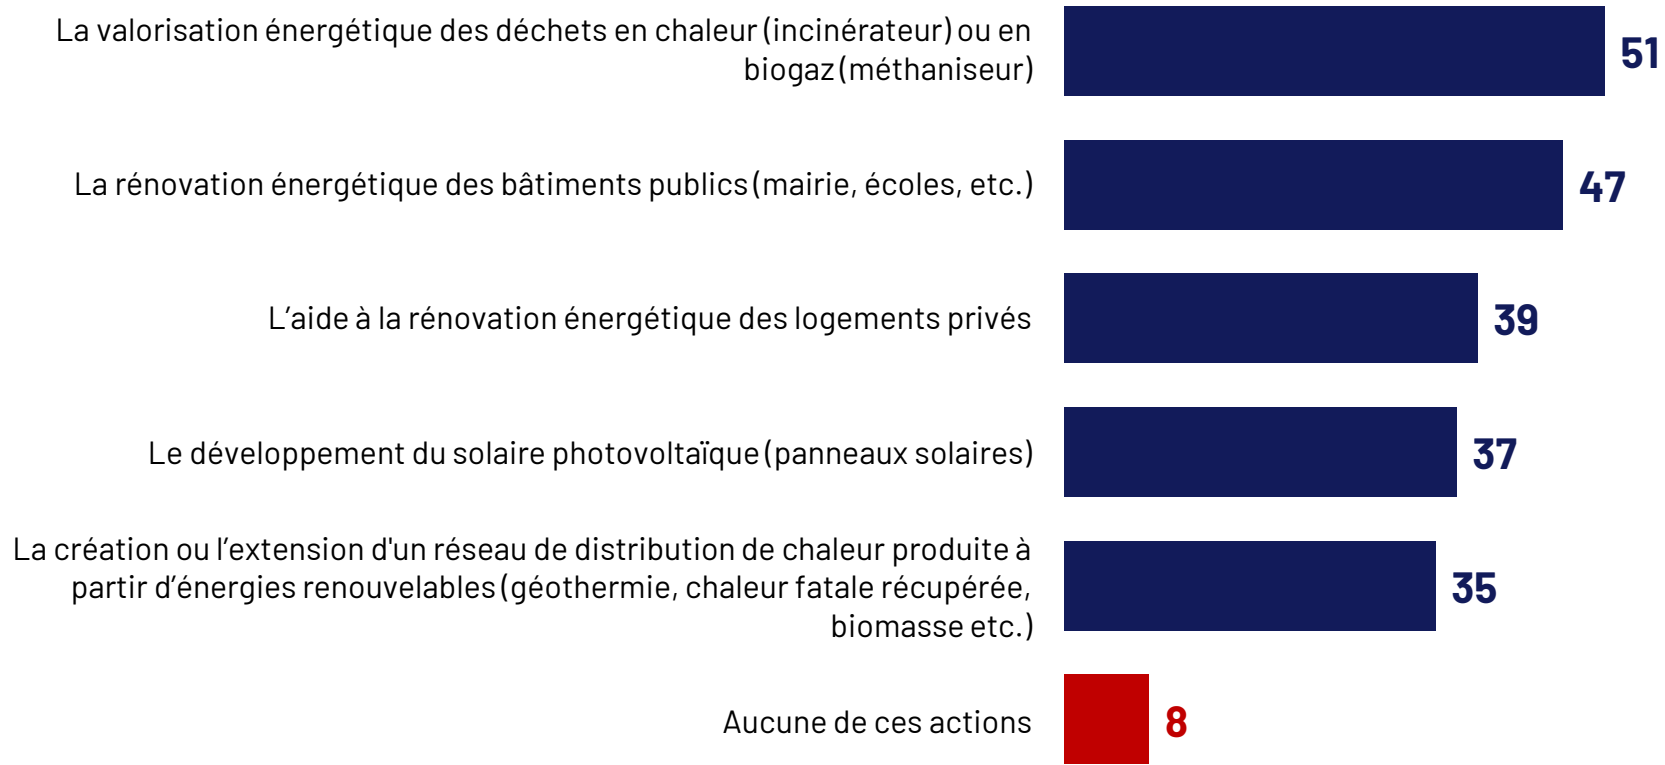 La valorisation énergétique des déchets en chaleur (incinérateur) ou en
biogaz (méthaniseur)
51
La rénovation énergétique des bâtiments publics (mairie, écoles, etc.)
47
L’aide à la rénovation énergétique des logements privés
39
Le développement du solaire photovoltaïque (panneaux solaires)
37
La création ou l’extension d'un réseau de distribution de chaleur produite à
partir d’énergies renouvelables (géothermie, chaleur fatale récupérée,
biomasse etc.)
35
Aucune de ces actions
8